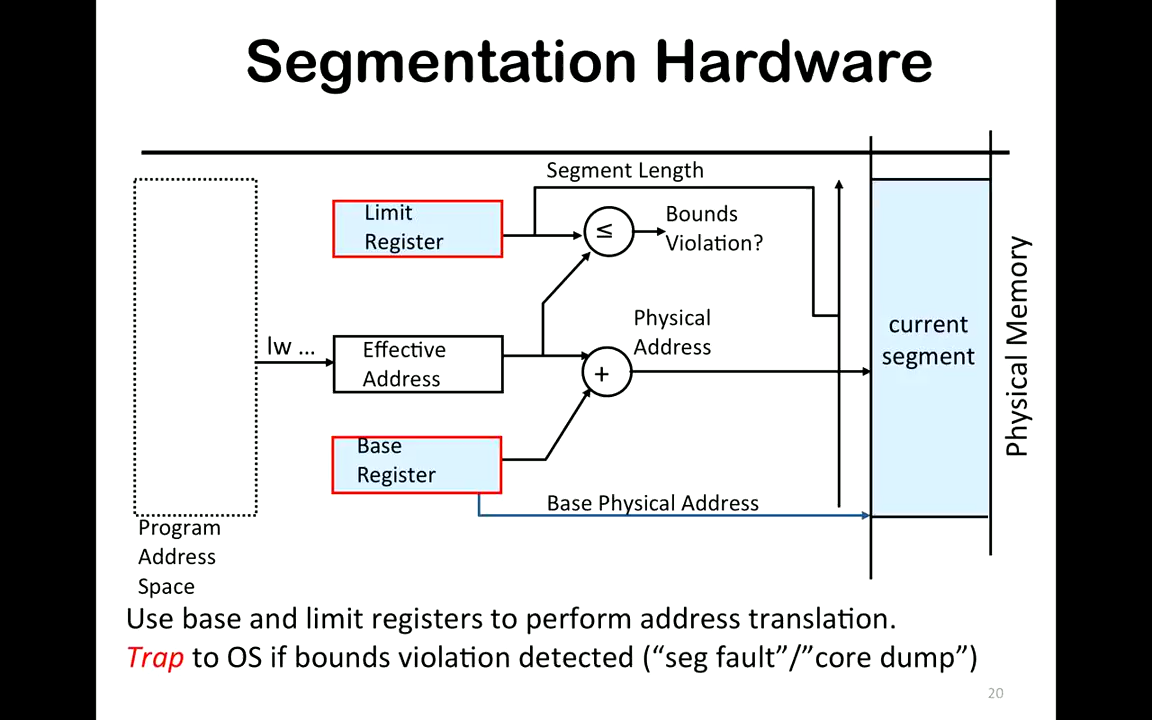 Segmentation Hardware
Segment Length
Limit
Register
≤
Bounds
Violation?
Physical
Address
lw ...
Effective
Address
+
current
segment
Physical Memory
Base
Register
Base Physical Address
Program
Address
Space
Use base and limit registers to perform address translation.
Trap to OS if bounds violation detected (“seg fault”/”core dump”)
20